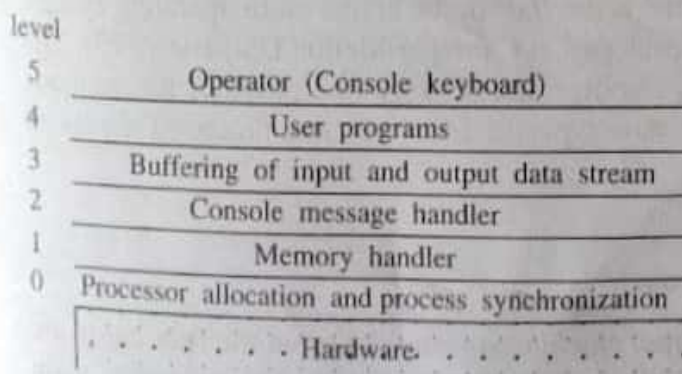 level
5 Operator (Console keyboard)
4 User programs
3 Buffering of input and output data stream
2 Console message handler
1 Memory handler
0 Processor allocation and process synchronization
. . . . . . . Hardware. . . . . . . . .